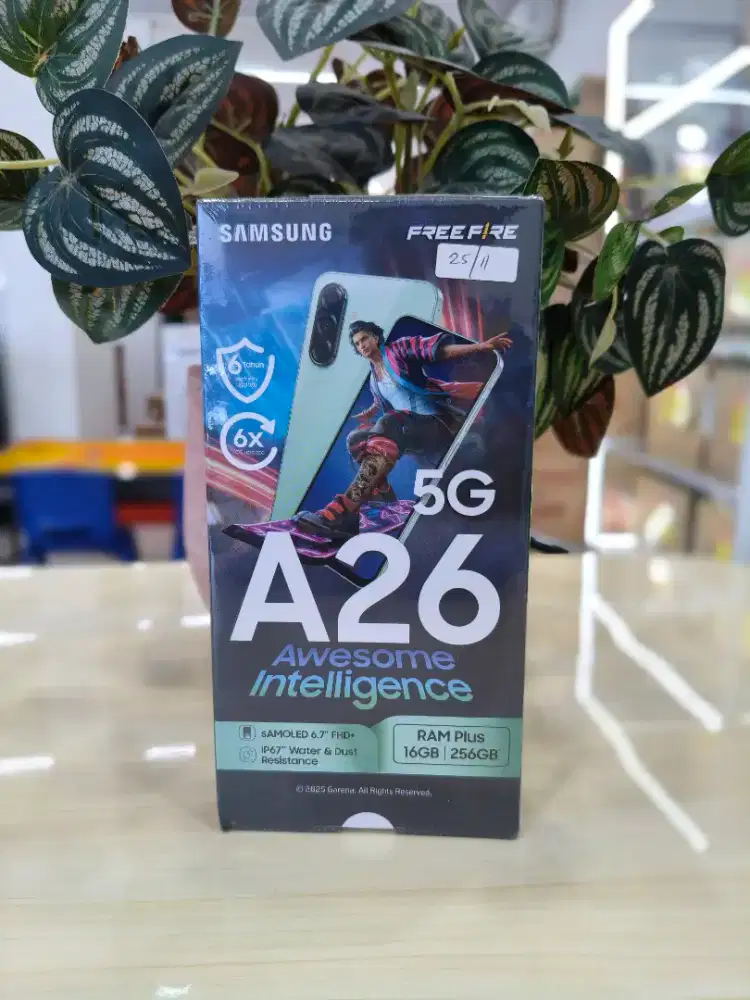 SAMSUNG
FREE FIRE
25/11
6 Tahun
6X
5G
A26
Awesome
Intelligence
sAMOLED 6.7" FHD+
IP67* Water & Dust
Resistance
RAM Plus
16GB | 256GB
© 2025 Garena. All Rights Reserved.